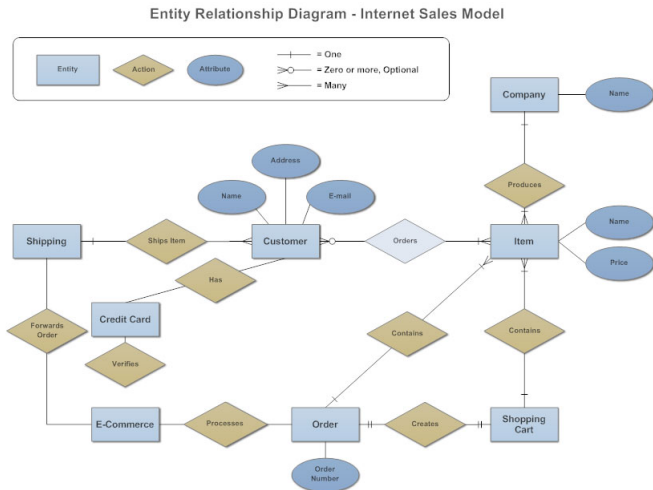 Entity Relationship Diagram - Internet Sales Model
Entity
Action
Attribute
= One
= Zero or more, Optional
= Many
Company
Name
Address
Name
E-mail
Produces
Name
Shipping
Ships Item
Customer
Orders
Item
Price
Has
Credit Card
Forwards
Order
Verifies
Contains
Contains
E-Commerce
Processes
Order
Creates
Shopping
Cart
Order
Number